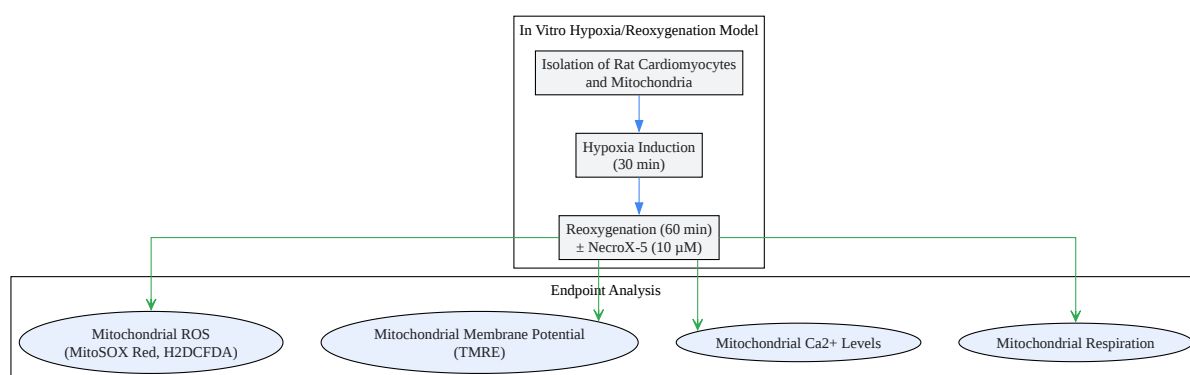 In Vitro Hypoxia/Reoxygenation Model
Isolation of Rat Cardiomyocytes
and Mitochondria
Hypoxia Induction
(30 min)
Reoxygenation (60 min)
± NecroX-5 (10 µM)
Endpoint Analysis
Mitochondrial ROS
(MitoSOX Red, H2DCFDA)
Mitochondrial Membrane Potential
(TMRE)
Mitochondrial Ca2+ Levels
Mitochondrial Respiration